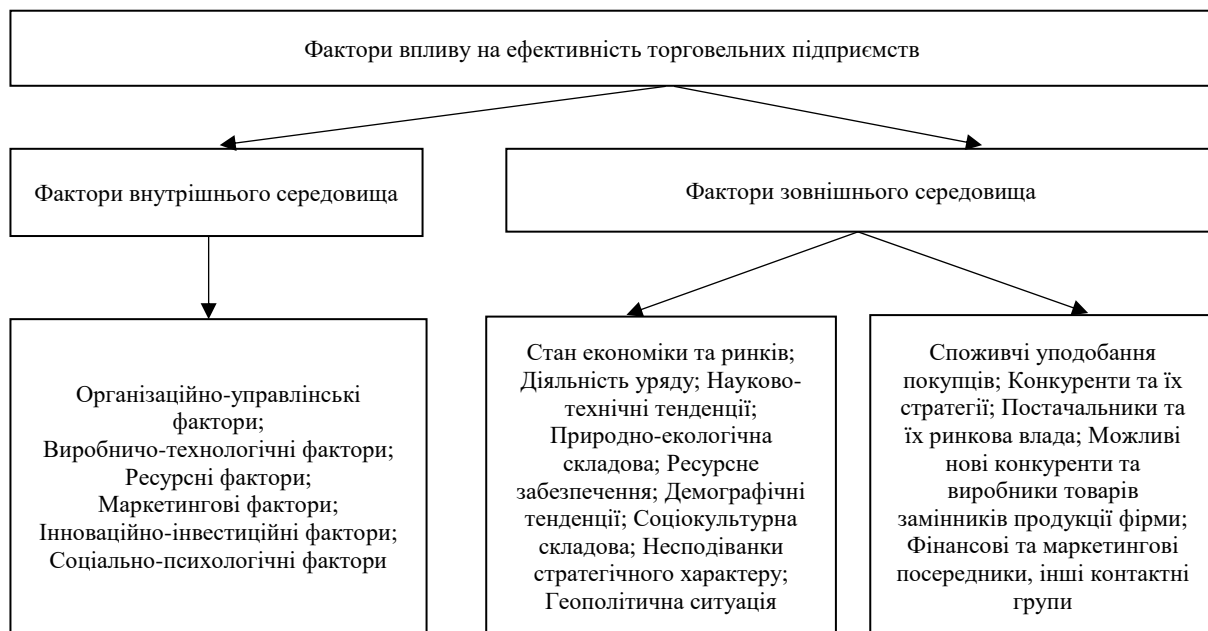 Фактори впливу на ефективність торговельних підприємств
Фактори внутрішнього середовища
Фактори зовнішнього середовища
Організаційно-управлінські
фактори;
Виробничо-технологічні фактори;
Ресурсні фактори;
Маркетингові фактори;
Інноваційно-інвестиційні фактори;
Соціально-психологічні фактори
Стан економіки та ринків;
Діяльність уряду; Науково-
технічні тенденції;
Природно-екологічна
складова; Ресурсне
забезпечення; Демографічні
тенденції; Соціокультурна
складова; Несподіванки
стратегічного характеру;
Геополітична ситуація
Споживчі уподобання
покупців; Конкуренти та їх
стратегії; Постачальники та
їх ринкова влада; Можливі
нові конкуренти та
виробники товарів
замінників продукції фірми;
Фінансові та маркетингові
посередники, інші контактні
групи